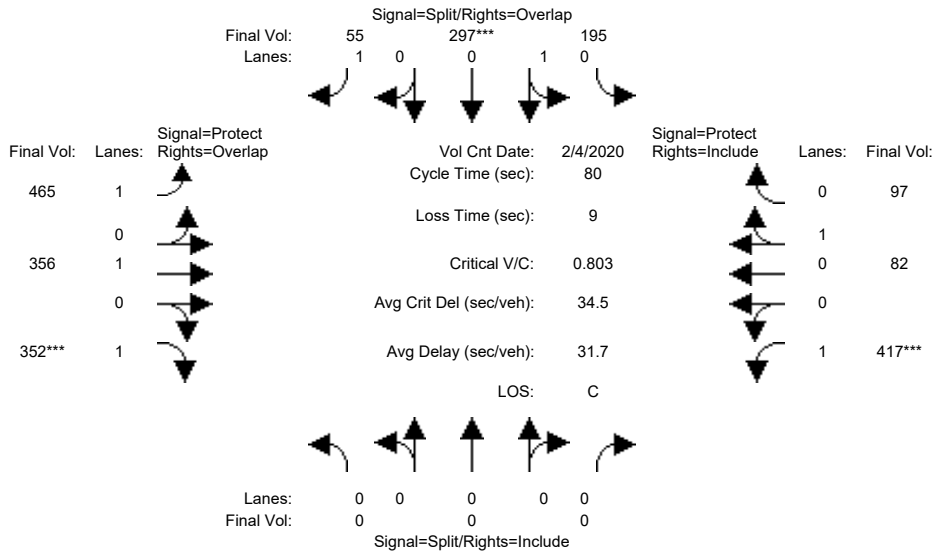 Signal=Split/Rights=Overlap
Final Vol: 55 297*** 195
Lanes: 1 0 0 1 0
Signal=Protect
Final Vol: Lanes: Rights=Overlap
Vol Cnt Date: 2/4/2020
Signal=Protect
Rights=Include Lanes: Final Vol:
Cycle Time (sec): 80
465 1
0 97
Loss Time (sec): 9
0
1
356 1
Critical V/C: 0.803
0 82
0
Avg Crit Del (sec/veh): 34.5
0
352*** 1
Avg Delay (sec/veh): 31.7
1 417***
LOS: C
Lanes: 0 0 0 0 0
Final Vol: 0 0 0
Signal=Split/Rights=Include